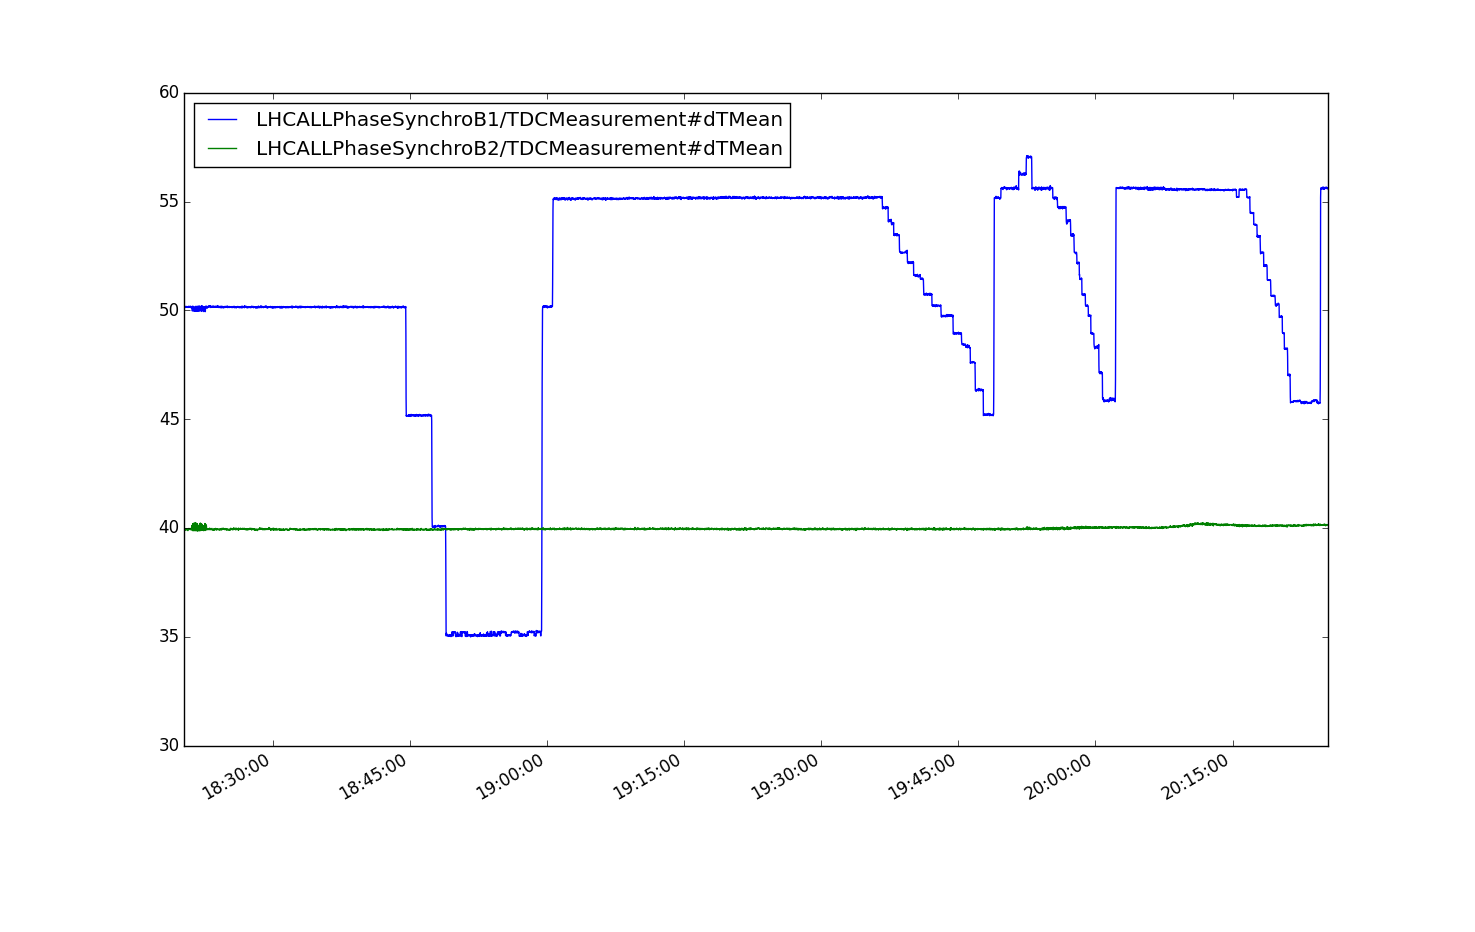 60
LHCALLPhaseSynchroB1/TDCMeasurement#dTMean
LHCALLPhaseSynchroB2/TDCMeasurement#dTMean
55
50
45
40
35
30
18:30:00 18:45:00 19:00:00 19:15:00 19:30:00 19:45:00 20:00:00 20:15:00